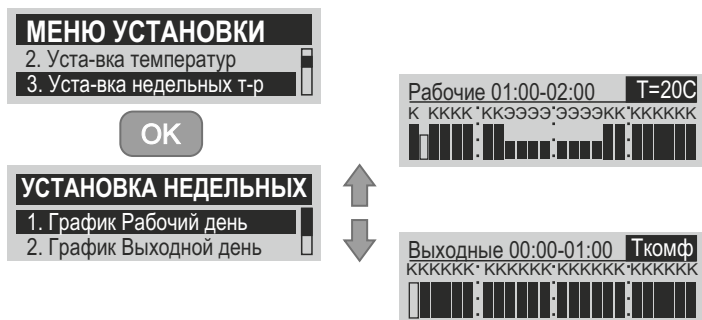 МЕНЮ УСТАНОВКИ
2. Уста-вка температур
3. Уста-вка недельных т-р
OK
УСТАНОВКА НЕДЕЛЬНЫХ
1. График Рабочий день
2. График Выходной день
Рабочие 01:00-02:00 T=20C
К КККК ККЭЭЭЭ ЭЭЭЭКК КККККК
Выходные 00:00-01:00 Ткомф
КККККК КККККК КККККК КККККК